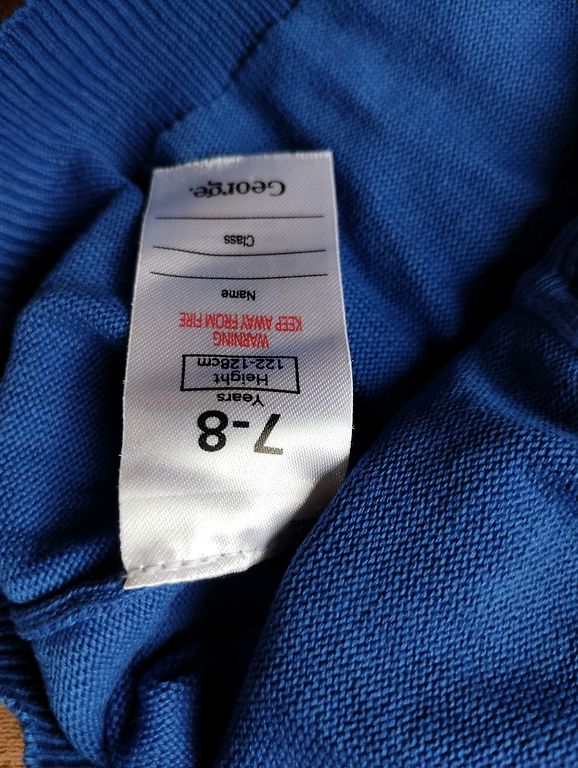 7-8
Years
Height
122-128cm
WARNING
KEEP AWAY FROM FIRE
Name
Class
George.